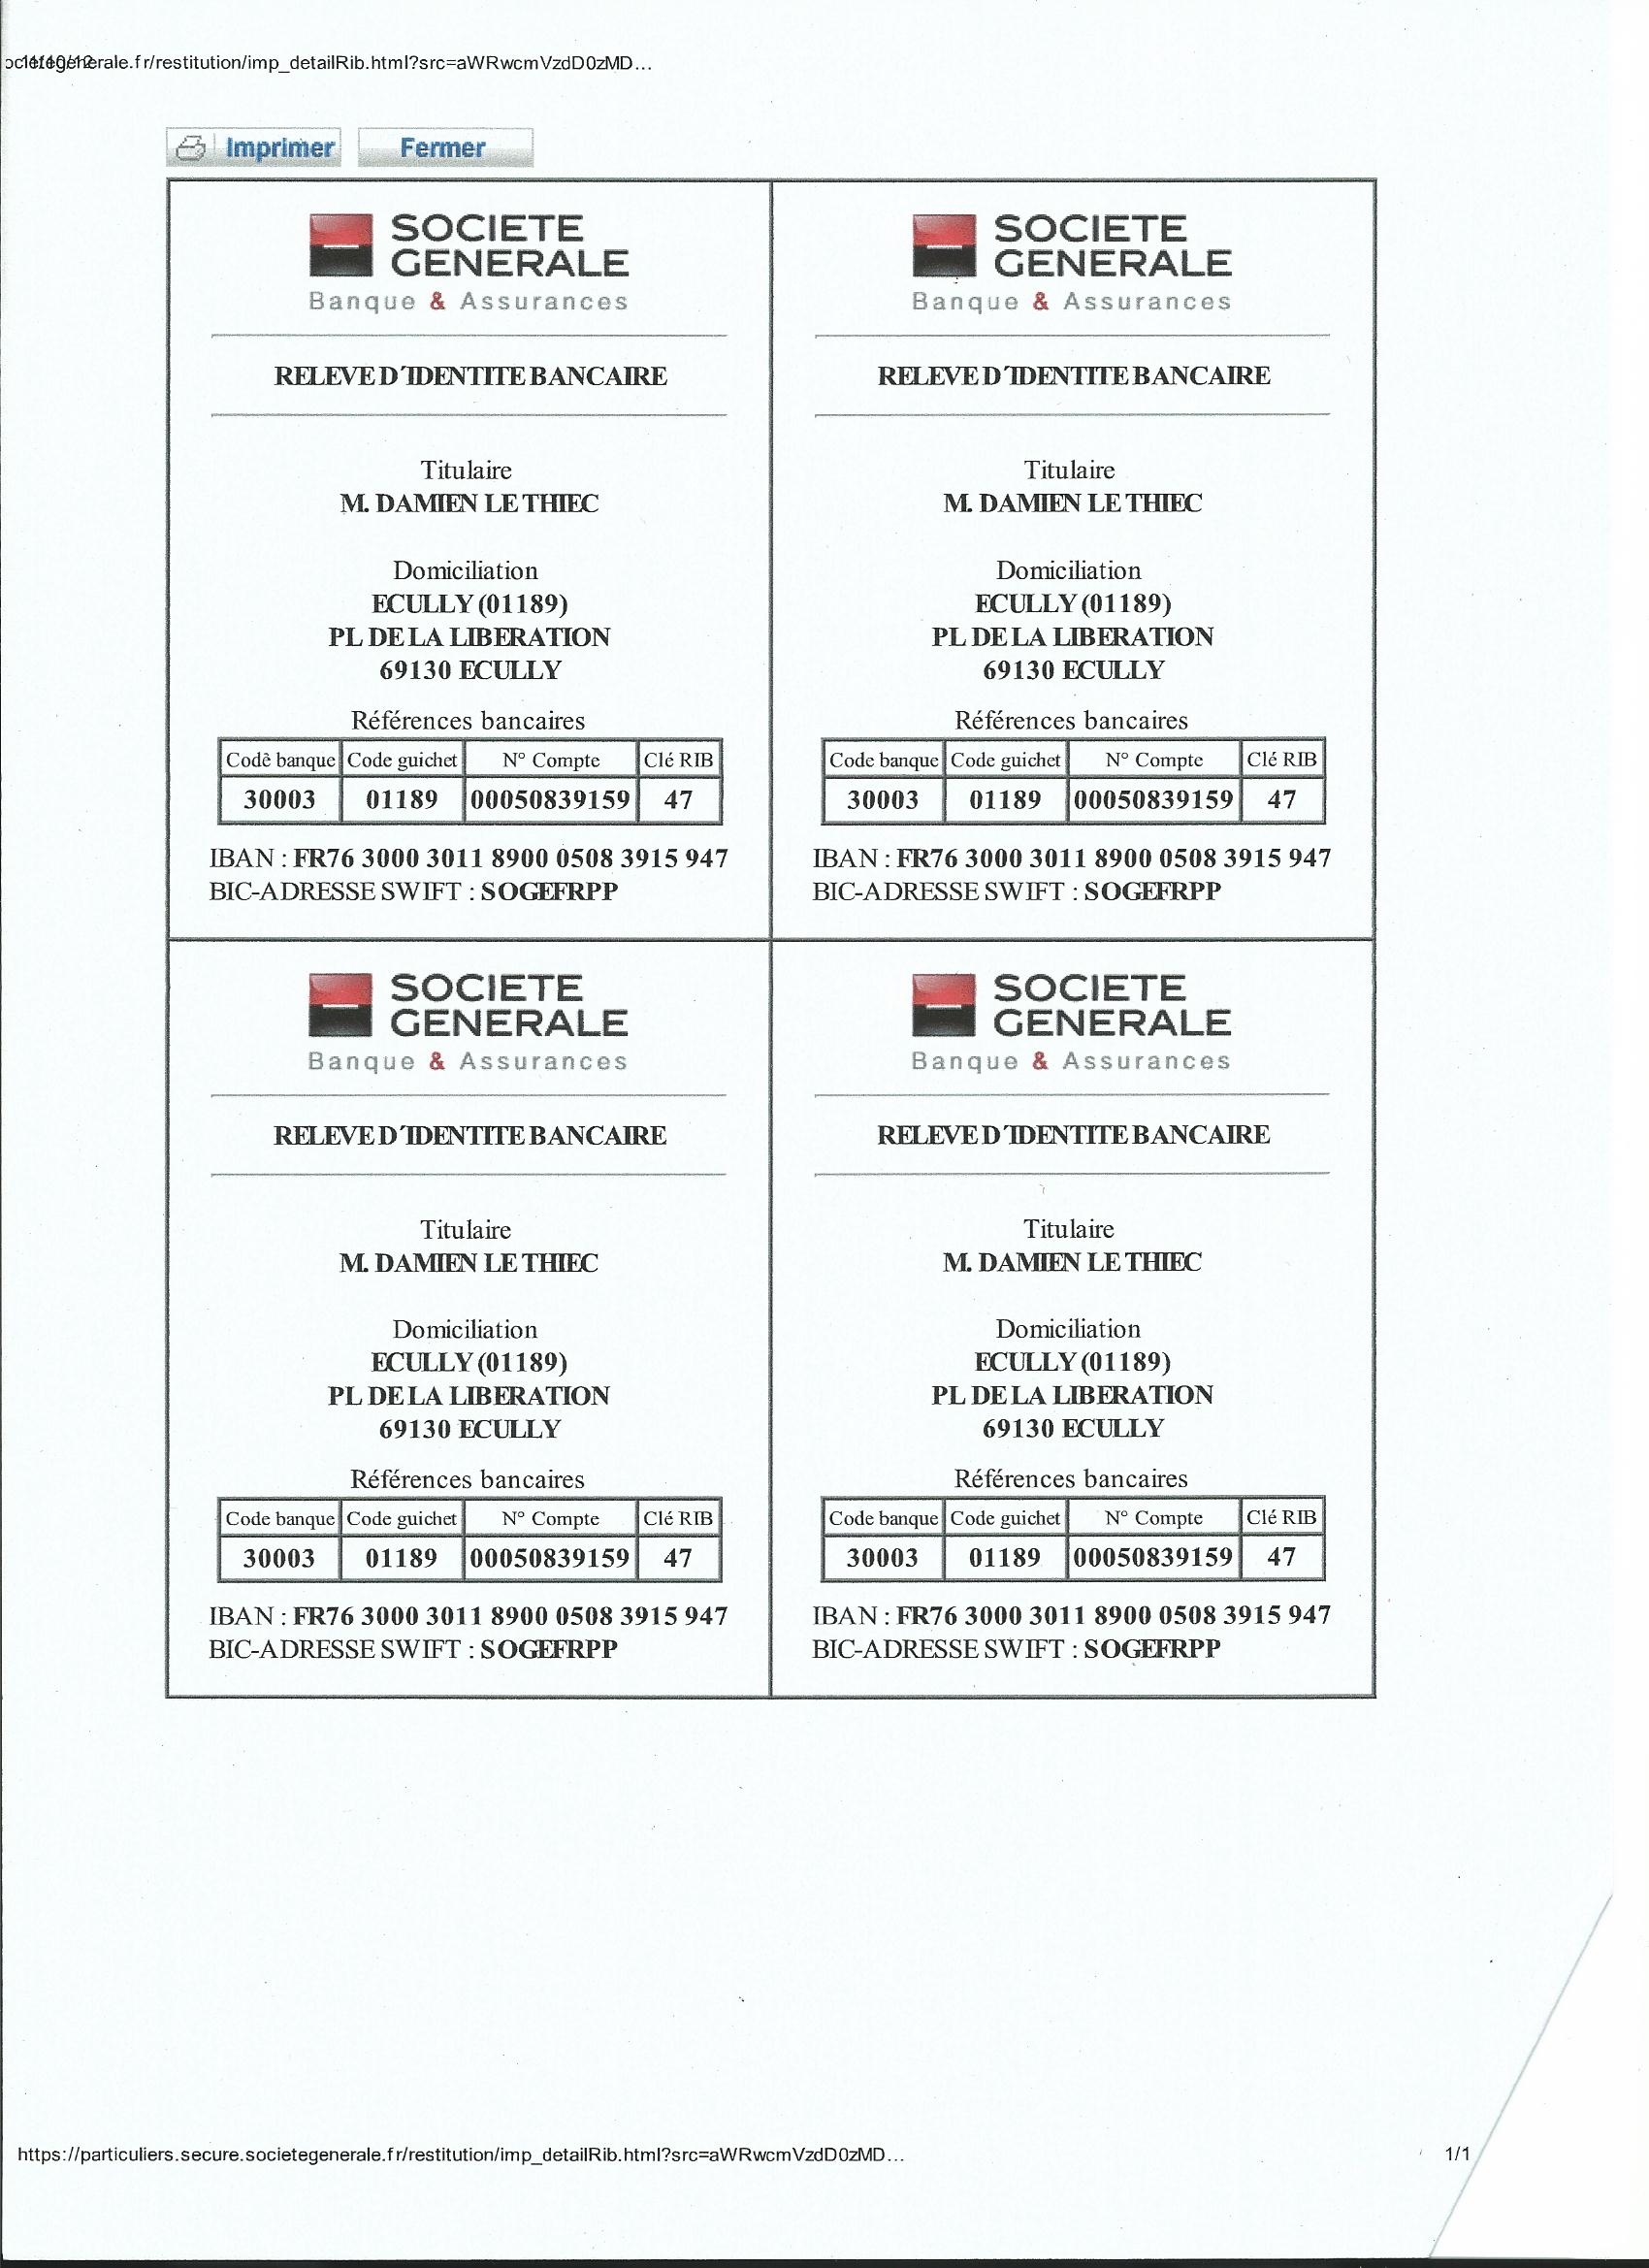 ocietegenerale.fr/restitution/imp_detailRib.html?src=aWRwcmVzdD0zMD...
11/10/12
Imprimer Fermer
SOCIETE
GENERALE
Banque & Assurances
RELEVE D'IDENTITE BANCAIRE
Titulaire
M. DAMIEN LE THIEC
Domiciliation
ECULLY (01189)
PL DE LA LIBERATION
69130 ECULLY
Références bancaires
Code banque Code guichet N° Compte Clé RIB
30003 01189 00050839159 47
IBAN : FR76 3000 3011 8900 0508 3915 947
BIC-ADRESSE SWIFT : SOGEFRPP
SOCIETE
GENERALE
Banque & Assurances
RELEVE D'IDENTITE BANCAIRE
Titulaire
M. DAMIEN LE THIEC
Domiciliation
ECULLY (01189)
PL DE LA LIBERATION
69130 ECULLY
Références bancaires
Code banque Code guichet N° Compte Clé RIB
30003 01189 00050839159 47
IBAN : FR76 3000 3011 8900 0508 3915 947
BIC-ADRESSE SWIFT : SOGEFRPP
SOCIETE
GENERALE
Banque & Assurances
RELEVE D'IDENTITE BANCAIRE
Titulaire
M. DAMIEN LE THIEC
Domiciliation
ECULLY (01189)
PL DE LA LIBERATION
69130 ECULLY
Références bancaires
Code banque Code guichet N° Compte Clé RIB
30003 01189 00050839159 47
IBAN : FR76 3000 3011 8900 0508 3915 947
BIC-ADRESSE SWIFT : SOGEFRPP
SOCIETE
GENERALE
Banque & Assurances
RELEVE D'IDENTITE BANCAIRE
Titulaire
M. DAMIEN LE THIEC
Domiciliation
ECULLY (01189)
PL DE LA LIBERATION
69130 ECULLY
Références bancaires
Code banque Code guichet N° Compte Clé RIB
30003 01189 00050839159 47
IBAN : FR76 3000 3011 8900 0508 3915 947
BIC-ADRESSE SWIFT : SOGEFRPP
https://particuliers.secure.societegenerale.fr/restitution/imp_detailRib.html?src=aWRwcmVzdD0zMD... 1/1